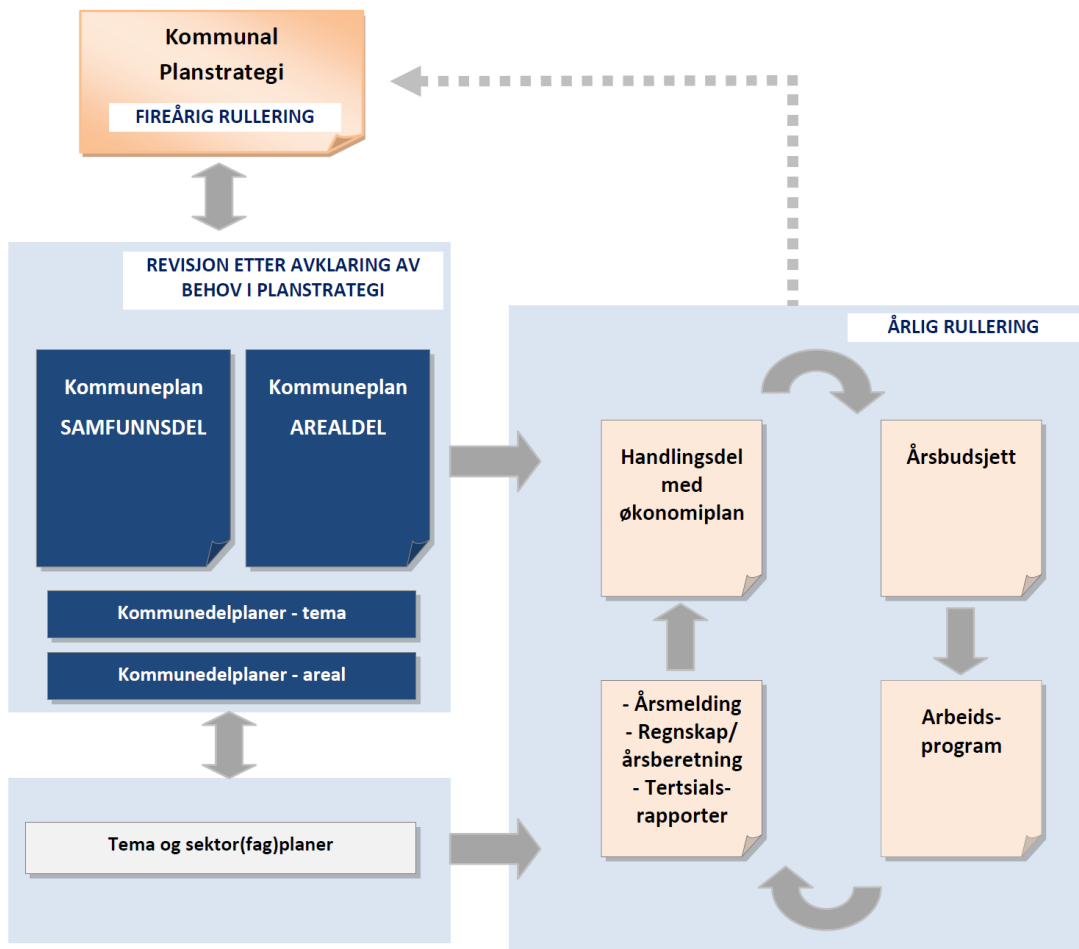 Kommunal
Planstrategi
FIREÅRIG RULLERING
REVISJON ETTER AVKLARING AV
BEHOV I PLANSTRATEGI
Kommuneplan
SAMFUNNSDEL
Kommuneplan
AREALDEL
Kommunedelplaner - tema
Kommunedelplaner - areal
Tema og sektor(fag)planer
ÅRLIG RULLERING
Handlingsdel
med
økonomiplan
Årsbudsjett
- Årsmelding
- Regnskap/
årsberetning
- Tertsials-
rapporter
Arbeids-
program